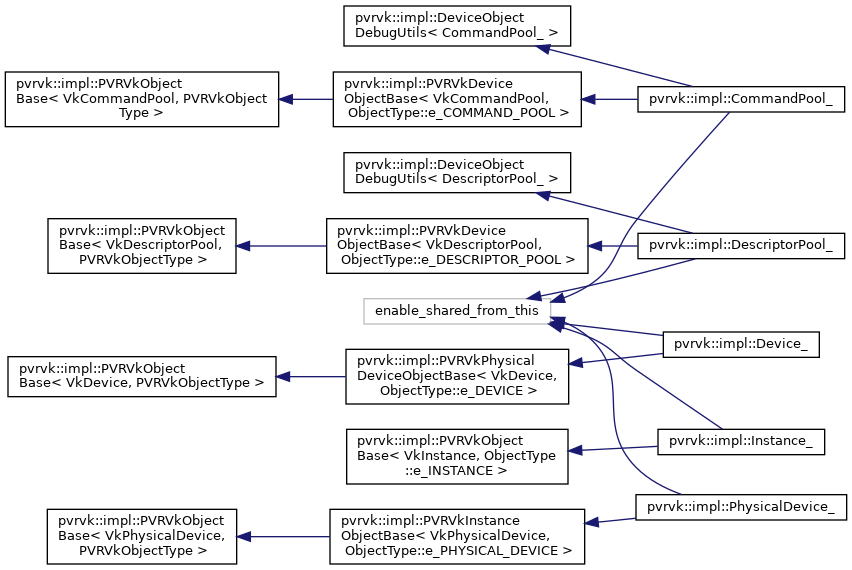 pvrvk::impl::DeviceObject
DebugUtils< CommandPool_ >
pvrvk::impl::PVRVkObject
Base< VkCommandPool, PVRVkObject
Type >
pvrvk::impl::PVRVkDevice
ObjectBase< VkCommandPool,
ObjectType::e_COMMAND_POOL >
pvrvk::impl::CommandPool_
pvrvk::impl::DeviceObject
DebugUtils< DescriptorPool_ >
pvrvk::impl::PVRVkObject
Base< VkDescriptorPool,
PVRVkObjectType >
pvrvk::impl::PVRVkDevice
ObjectBase< VkDescriptorPool,
ObjectType::e_DESCRIPTOR_POOL >
pvrvk::impl::DescriptorPool_
enable_shared_from_this
pvrvk::impl::Device_
pvrvk::impl::PVRVkObject
Base< VkDevice, PVRVkObjectType >
pvrvk::impl::PVRVkPhysical
DeviceObjectBase< VkDevice,
ObjectType::e_DEVICE >
pvrvk::impl::PVRVkObject
Base< VkInstance, ObjectType
::e_INSTANCE >
pvrvk::impl::Instance_
pvrvk::impl::PhysicalDevice_
pvrvk::impl::PVRVkObject
Base< VkPhysicalDevice,
PVRVkObjectType >
pvrvk::impl::PVRVkInstance
ObjectBase< VkPhysicalDevice,
ObjectType::e_PHYSICAL_DEVICE >